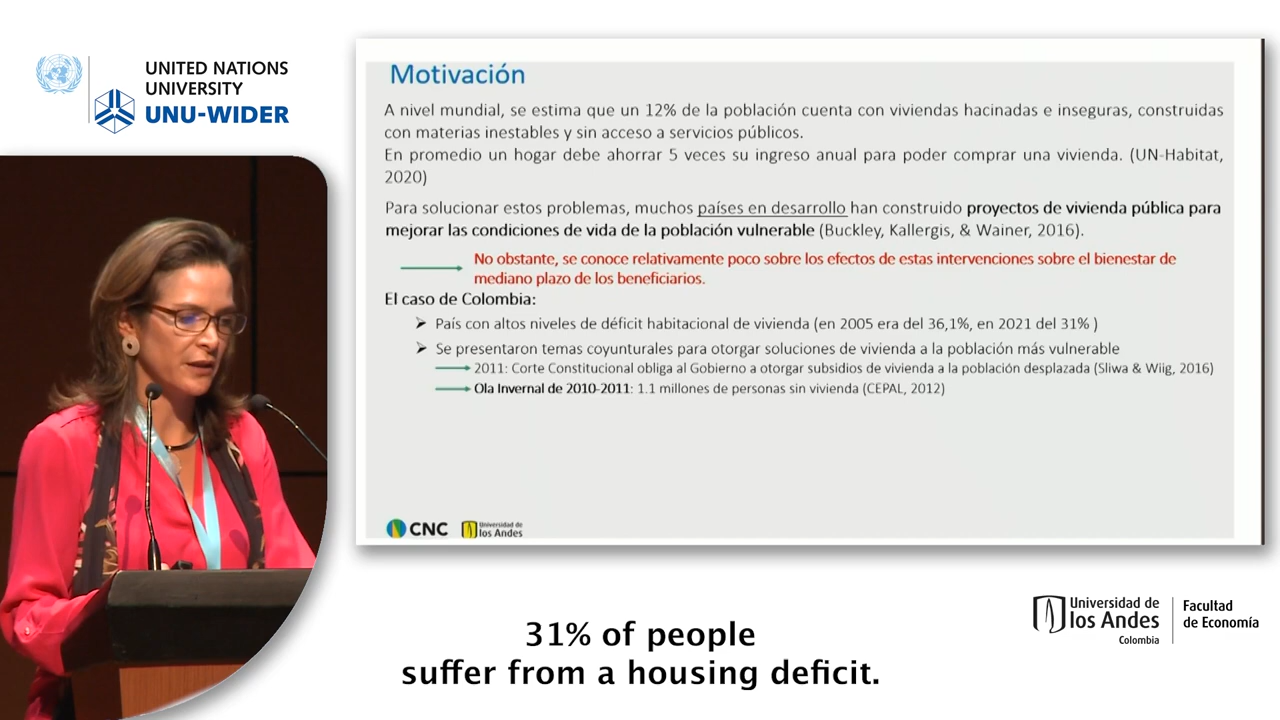 UNITED NATIONS
UNIVERSITY
UNU-WIDER
Motivación
A nivel mundial, se estima que un 12% de la población cuenta con viviendas hacinadas e inseguras, construidas
con materias inestables y sin acceso a servicios públicos.
En promedio un hogar debe ahorrar 5 veces su ingreso anual para poder comprar una vivienda. (UN-Habitat,
2020)
Para solucionar estos problemas, muchos países en desarrollo han construido proyectos de vivienda pública para
mejorar las condiciones de vida de la población vulnerable (Buckley, Kallergis, & Wainer, 2016).
No obstante, se conoce relativamente poco sobre los efectos de estas intervenciones sobre el bienestar de
mediano plazo de los beneficiarios.
El caso de Colombia:
País con altos niveles de déficit habitacional de vivienda (en 2005 era del 36,1%, en 2021 del 31% )
Se presentaron temas coyunturales para otorgar soluciones de vivienda a la población más vulnerable
2011: Corte Constitucional obliga al Gobierno a otorgar subsidios de vivienda a la población desplazada (Sliwa & Wiig, 2016)
Ola Invernal de 2010-2011: 1.1 millones de personas sin vivienda (CEPAL, 2012)
CNC
Universidad de
los Andes
Universidad de
los Andes
Colombia
Facultad
de Economía
31% of people
suffer from a housing deficit.